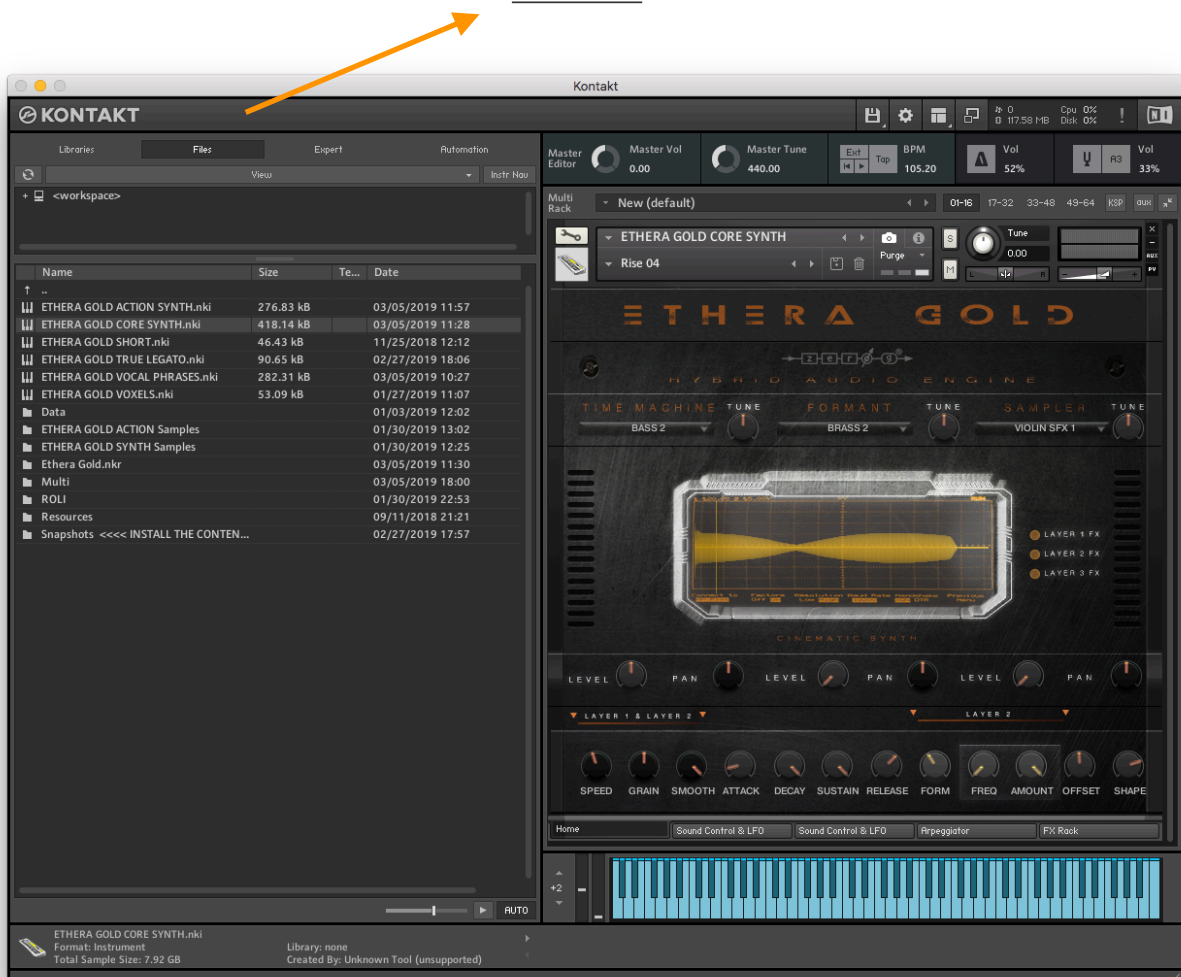 Kontakt
KONTAKT
0 Cpu 0%
0 117.58 MB Disk 0%
!
Libraries Files Expert Automation
View Instr Nav
+ <workspace>
Name Size Te... Date
..
ETHERA GOLD ACTION SYNTH.nki 276.83 kB 03/05/2019 11:57
ETHERA GOLD CORE SYNTH.nki 418.14 kB 03/05/2019 11:28
ETHERA GOLD SHORT.nki 46.43 kB 11/25/2018 12:12
ETHERA GOLD TRUE LEGATO.nki 90.65 kB 02/27/2019 18:06
ETHERA GOLD VOCAL PHRASES.nki 282.31 kB 03/05/2019 10:27
ETHERA GOLD VOXELS.nki 53.09 kB 01/27/2019 11:07
Data 01/03/2019 12:02
ETHERA GOLD ACTION Samples 01/30/2019 13:02
ETHERA GOLD SYNTH Samples 01/30/2019 12:25
Ethera Gold.nkr 03/05/2019 11:30
Multi 03/05/2019 18:00
ROLI 01/30/2019 22:53
Resources 09/11/2018 21:21
Snapshots <<<< INSTALL THE CONTEN... 02/27/2019 17:57
AUTO
Master Editor
Master Vol
0.00
Master Tune
440.00
Ext Tap
BPM
105.20
Vol
52%
A3
Vol
33%
Multi Rack
New (default)
01-16 17-32 33-48 49-64 KSP aux
ETHERA GOLD CORE SYNTH
Rise 04
Purge
S
M
Tune
0.00
L R
- +
AUX
PV
ETHERA GOLD
zerøg
HYBRID AUDIO ENGINE
TIME MACHINE TUNE FORMANT TUNE SAMPLER TUNE
BASS 2 BRASS 2 VIOLIN SFX 1
LAYER 1 FX
LAYER 2 FX
LAYER 3 FX
CINEMATIC SYNTH
LEVEL PAN LEVEL PAN LEVEL PAN
LAYER 1 & LAYER 2 LAYER 2
SPEED GRAIN SMOOTH ATTACK DECAY SUSTAIN RELEASE FORM FREQ AMOUNT OFFSET SHAPE
Home Sound Control & LFO Sound Control & LFO Arpeggiator FX Rack
+2
ETHERA GOLD CORE SYNTH.nki
Format: Instrument Library: none
Total Sample Size: 7.92 GB Created By: Unknown Tool (unsupported)